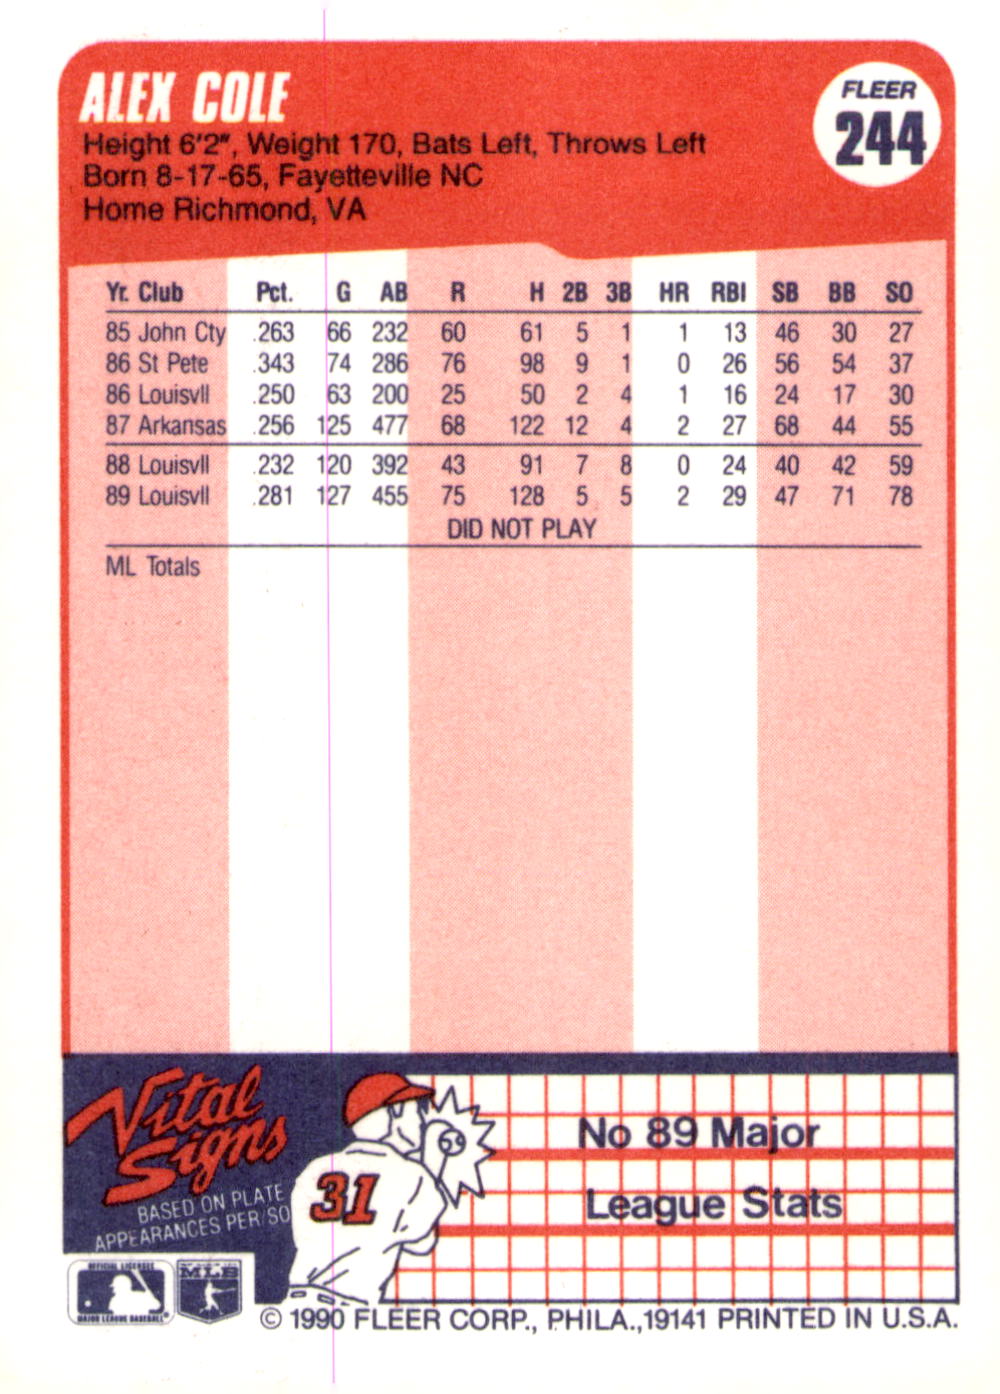 ALEX COLE
Height 6'2", Weight 170, Bats Left, Throws Left
Born 8-17-65, Fayetteville NC
Home Richmond, VA
FLEER
244
Yr. Club Pct. G AB R H 2B 3B HR RBI SB BB SO
85 John Cty .263 66 232 60 61 5 1 1 13 46 30 27
86 St Pete .343 74 286 76 98 9 1 0 26 56 54 37
86 Louisvll .250 63 200 25 50 2 4 1 16 24 17 30
87 Arkansas .256 125 477 68 122 12 4 2 27 68 44 55
88 Louisvll .232 120 392 43 91 7 8 0 24 40 42 59
89 Louisvll .281 127 455 75 128 5 5 2 29 47 71 78
DID NOT PLAY
ML Totals
Vital
Signs
BASED ON PLATE
APPEARANCES PER/SO
31
No 89 Major
League Stats
OFFICIAL LICENSEE
MAJOR LEAGUE BASEBALL®
MLB
© 1990 FLEER CORP., PHILA.,19141 PRINTED IN U.S.A.